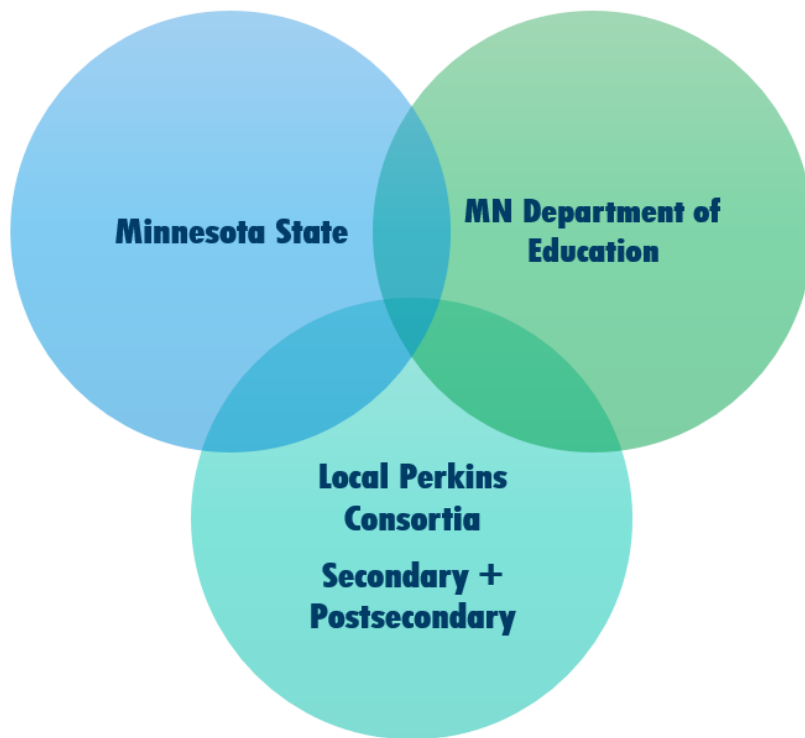 Minnesota State
MN Department of
Education
Local Perkins
Consortia
Secondary +
Postsecondary